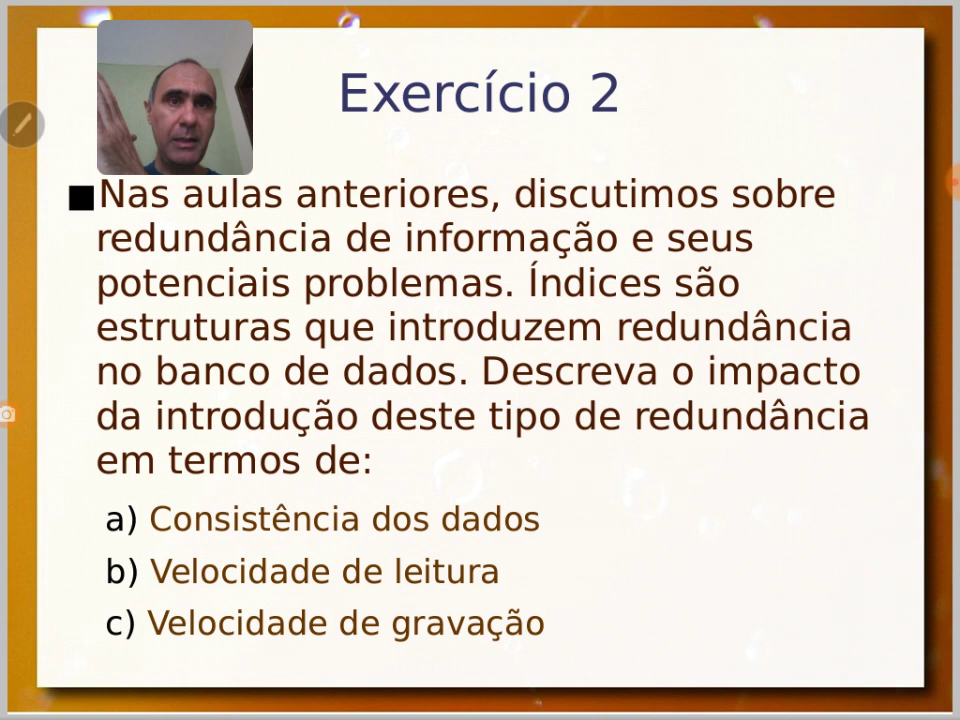 Exercício 2
■Nas aulas anteriores, discutimos sobre
redundância de informação e seus
potenciais problemas. Índices são
estruturas que introduzem redundância
no banco de dados. Descreva o impacto
da introdução deste tipo de redundância
em termos de:
a) Consistência dos dados
b) Velocidade de leitura
c) Velocidade de gravação